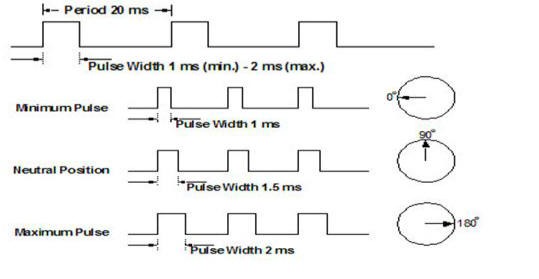 Period 20 ms
Pulse Width 1 ms (min.) - 2 ms (max.)
Minimum Pulse
0°
Pulse Width 1 ms
90°
Neutral Position
Pulse Width 1.5 ms
Maximum Pulse
180°
Pulse Width 2 ms